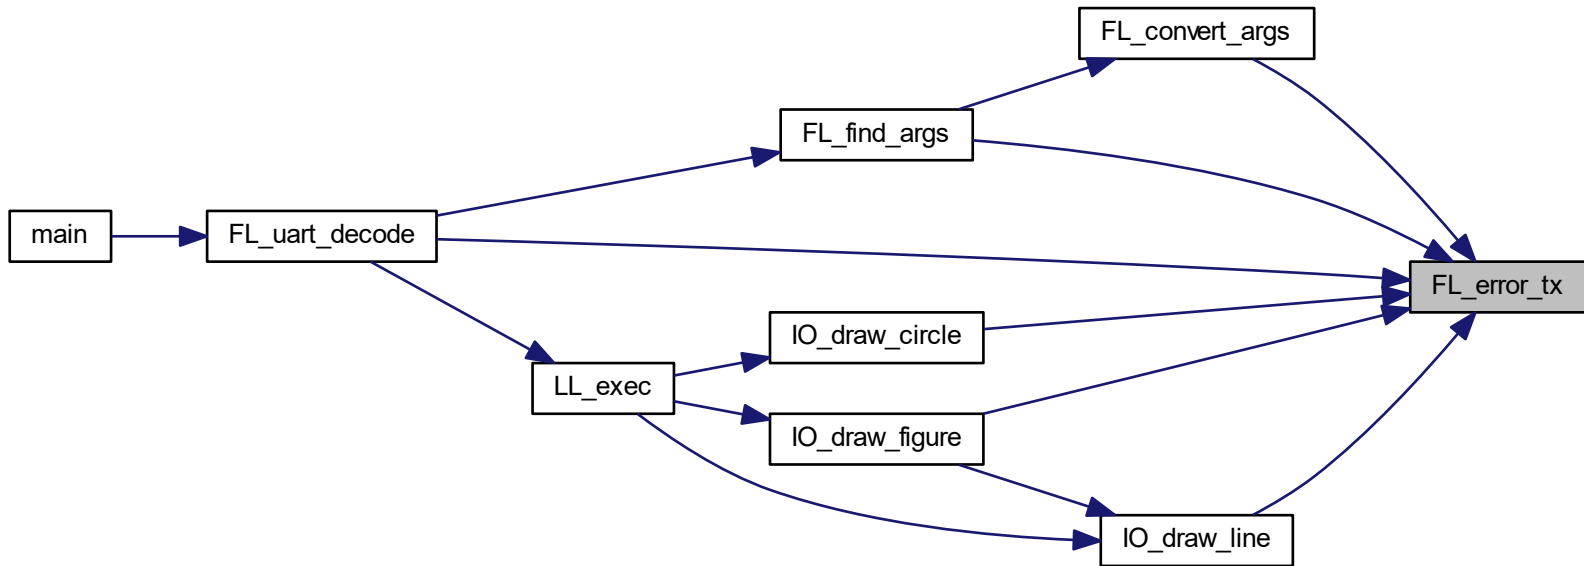 FL_convert_args
FL_find_args
main
FL_uart_decode
FL_error_tx
IO_draw_circle
LL_exec
IO_draw_figure
IO_draw_line